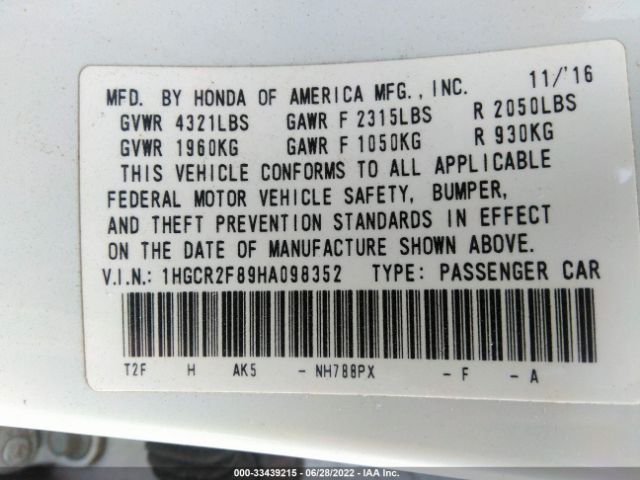 MFD. BY HONDA OF AMERICA MFG., INC. 11/'16
GVWR 4321LBS GAWR F 2315LBS R 2050LBS
GVWR 1960KG GAWR F 1050KG R 930KG
THIS VEHICLE CONFORMS TO ALL APPLICABLE
FEDERAL MOTOR VEHICLE SAFETY, BUMPER,
AND THEFT PREVENTION STANDARDS IN EFFECT
ON THE DATE OF MANUFACTURE SHOWN ABOVE.
V.I.N.: 1HGCR2F89HA098352 TYPE: PASSENGER CAR
T2F H AK5 - NH788PX - F - A
000-33439215 - 06/28/2022 - IAA Inc.